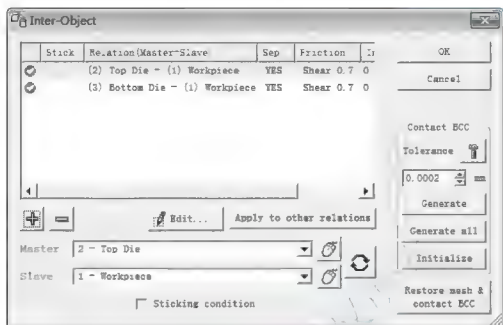 Inter-Object
Stick Relation(Master-Slave Sep Friction
(2) Top Die - (1) Workpiece YES Shear 0.7 0
(3) Bottom Die - (1) Workpiece YES Shear 0.7 0
OK
Cancel
Contact BCC
Tolerance
0.0002 mm
Generate
Generate all
Initialize
Restore mesh &
contact BCC
Edit... Apply to other relations
Master 2 - Top Die
Slave 1 - Workpiece
Sticking condition